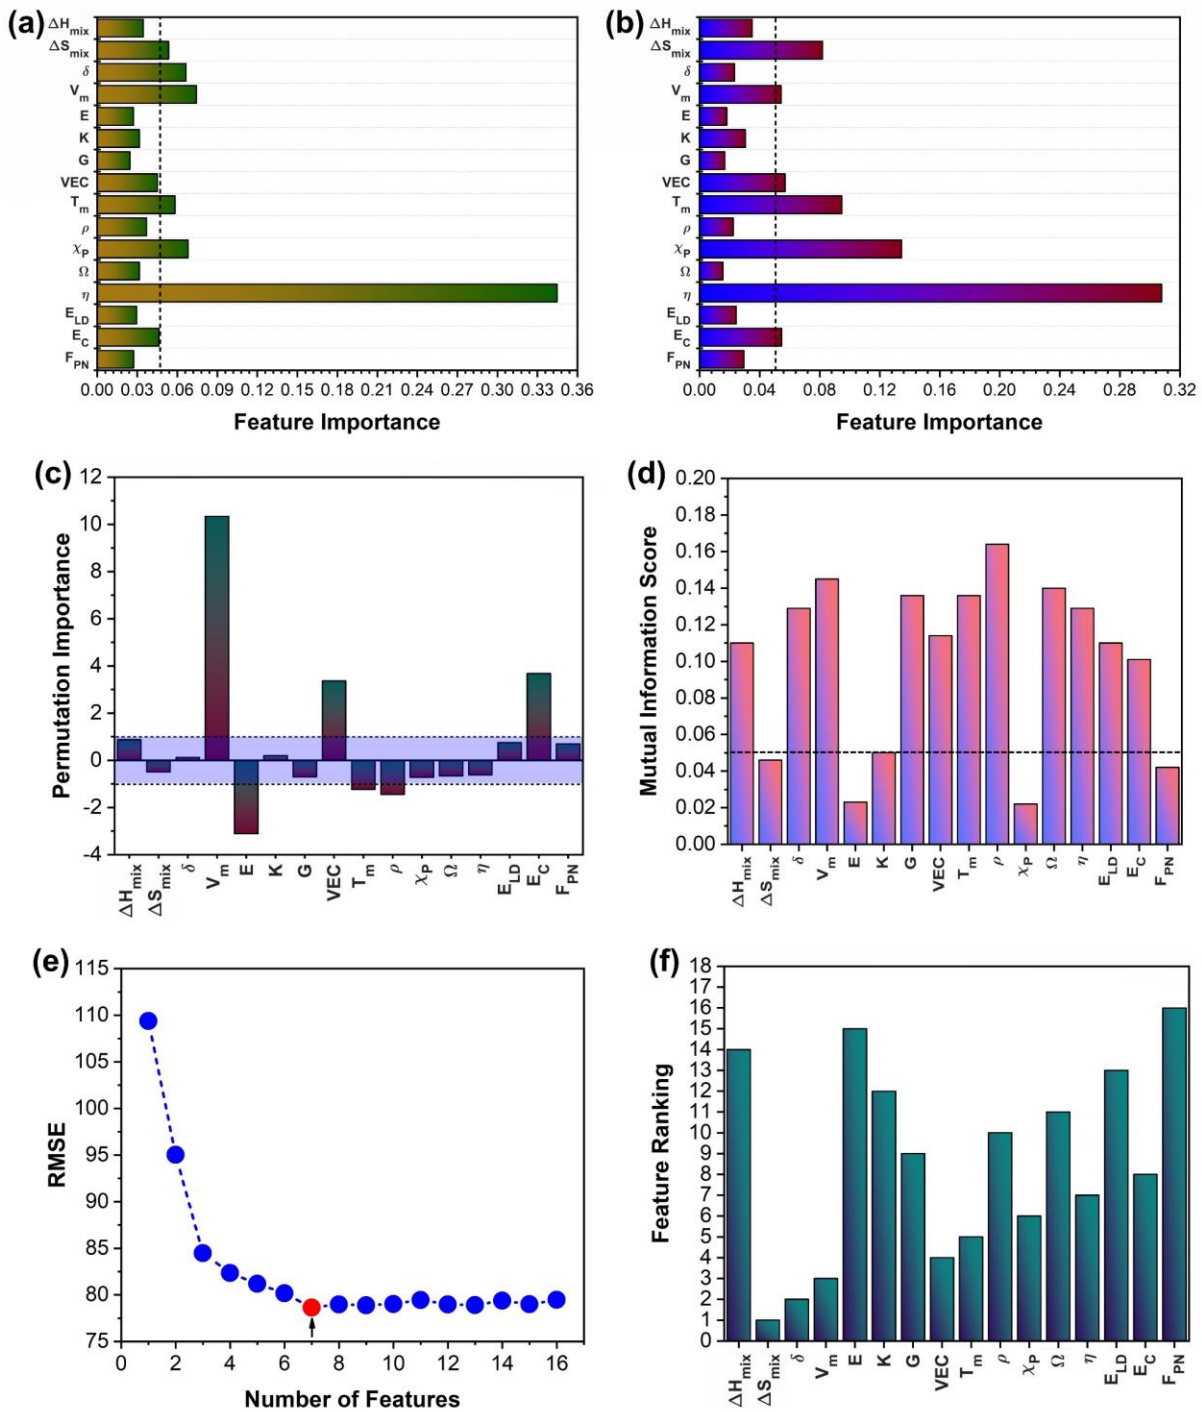 (a)
ΔHmix
ΔSmix
δ
Vm
E
K
G
VEC
Tm
ρ
χP
Ω
η
ELD
EC
FPN
0.00 0.03 0.06 0.09 0.12 0.15 0.18 0.21 0.24 0.27 0.30 0.33 0.36
Feature Importance
(b)
ΔHmix
ΔSmix
δ
Vm
E
K
G
VEC
Tm
ρ
χP
Ω
η
ELD
EC
FPN
0.00 0.04 0.08 0.12 0.16 0.20 0.24 0.28 0.32
Feature Importance
(c)
Permutation Importance
12
10
8
6
4
2
0
-2
-4
ΔHmix ΔSmix δ Vm E K G VEC Tm ρ χP Ω η ELD EC FPN
(d)
Mutual Information Score
0.20
0.18
0.16
0.14
0.12
0.10
0.08
0.06
0.04
0.02
0.00
ΔHmix ΔSmix δ Vm E K G VEC Tm ρ χP Ω η ELD EC FPN
(e)
RMSE
115
110
105
100
95
90
85
80
75
0 2 4 6 8 10 12 14 16
Number of Features
(f)
Feature Ranking
18
17
16
15
14
13
12
11
10
9
8
7
6
5
4
3
2
1
0
ΔHmix ΔSmix δ Vm E K G VEC Tm ρ χP Ω η ELD EC FPN